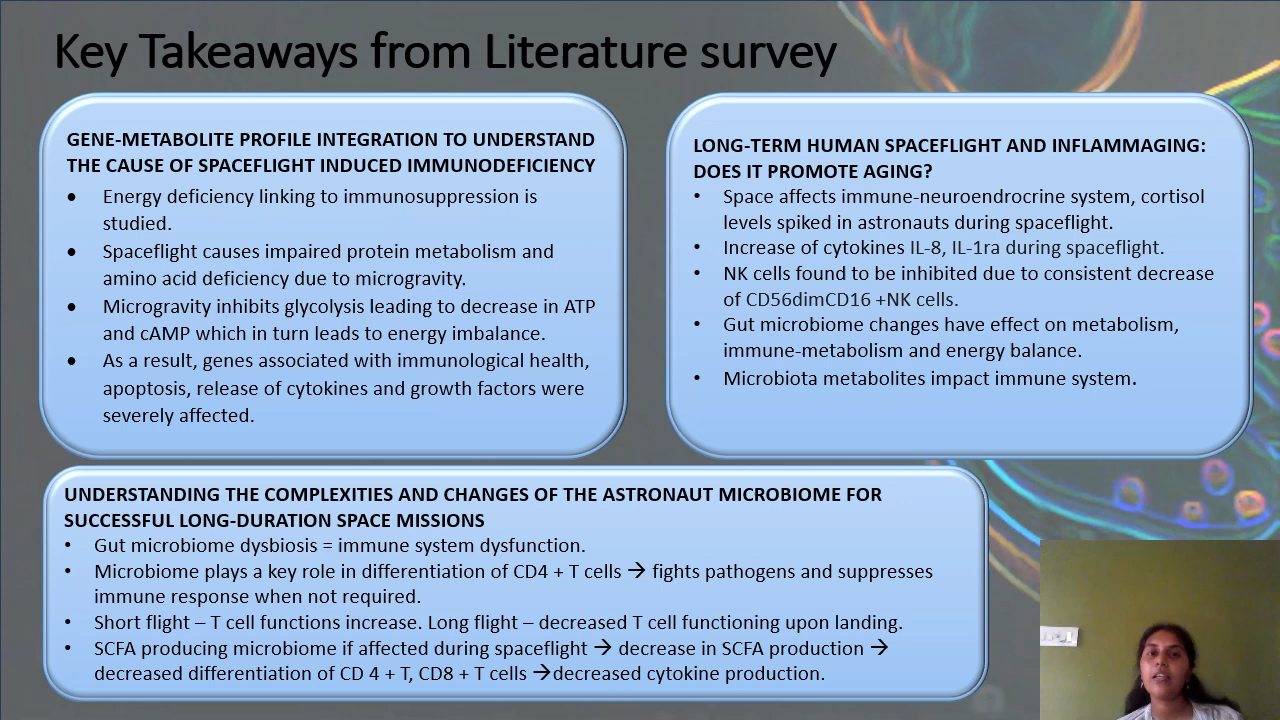 Key Takeaways from Literature survey
GENE-METABOLITE PROFILE INTEGRATION TO UNDERSTAND
THE CAUSE OF SPACEFLIGHT INDUCED IMMUNODEFICIENCY
• Energy deficiency linking to immunosuppression is
studied.
• Spaceflight causes impaired protein metabolism and
amino acid deficiency due to microgravity.
• Microgravity inhibits glycolysis leading to decrease in ATP
and cAMP which in turn leads to energy imbalance.
• As a result, genes associated with immunological health,
apoptosis, release of cytokines and growth factors were
severely affected.
LONG-TERM HUMAN SPACEFLIGHT AND INFLAMMAGING:
DOES IT PROMOTE AGING?
• Space affects immune-neuroendocrine system, cortisol
levels spiked in astronauts during spaceflight.
• Increase of cytokines IL-8, IL-1ra during spaceflight.
• NK cells found to be inhibited due to consistent decrease
of CD56dimCD16 +NK cells.
• Gut microbiome changes have effect on metabolism,
immune-metabolism and energy balance.
• Microbiota metabolites impact immune system.
UNDERSTANDING THE COMPLEXITIES AND CHANGES OF THE ASTRONAUT MICROBIOME FOR
SUCCESSFUL LONG-DURATION SPACE MISSIONS
• Gut microbiome dysbiosis = immune system dysfunction.
• Microbiome plays a key role in differentiation of CD4 + T cells → fights pathogens and suppresses
immune response when not required.
• Short flight – T cell functions increase. Long flight – decreased T cell functioning upon landing.
• SCFA producing microbiome if affected during spaceflight → decrease in SCFA production →
decreased differentiation of CD 4 + T, CD8 + T cells →decreased cytokine production.